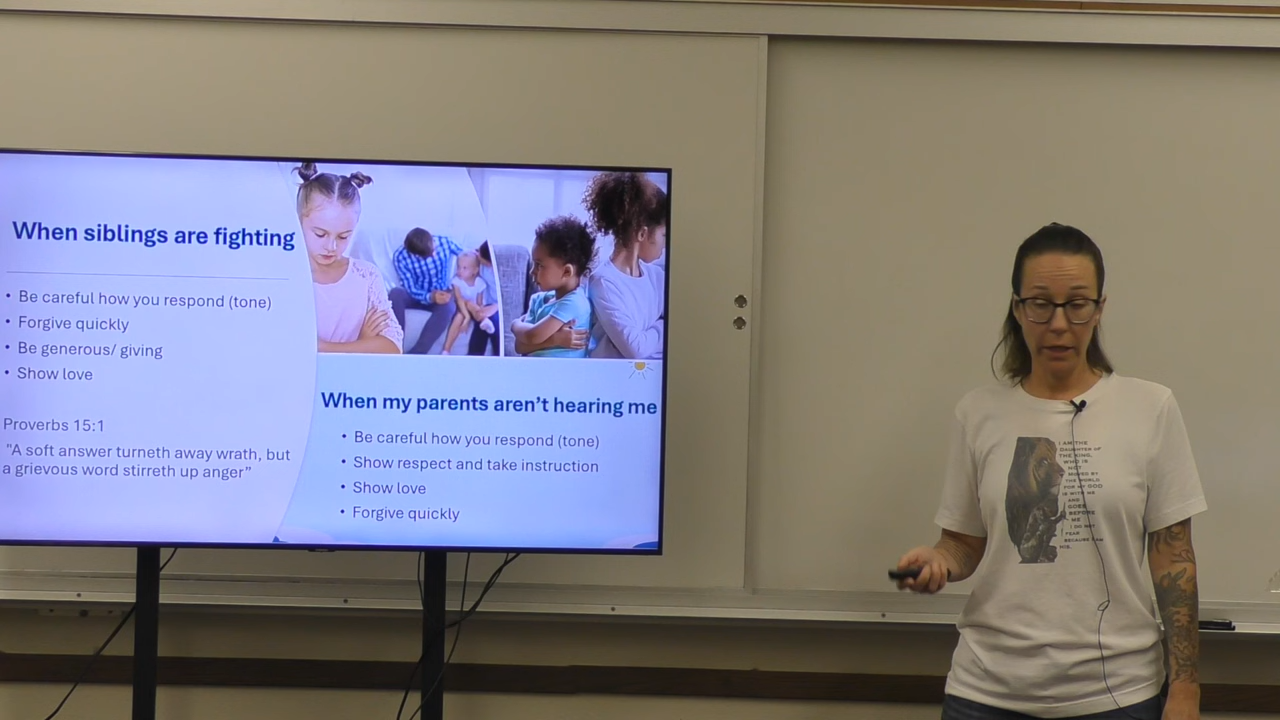 When siblings are fighting
• Be careful how you respond (tone)
• Forgive quickly
• Be generous/ giving
• Show love
Proverbs 15:1
"A soft answer turneth away wrath, but
a grievous word stirreth up anger”
When my parents aren’t hearing me
• Be careful how you respond (tone)
• Show respect and take instruction
• Show love
• Forgive quickly
I AM THE
DAUGHTER OF
THE KING,
WHO IS
NOT
MOVED BY
THE WORLD,
FOR MY GOD
IS WITH ME
AND
GOES
BEFORE
ME
I DO NOT
FEAR
BECAUSE I AM
HIS.